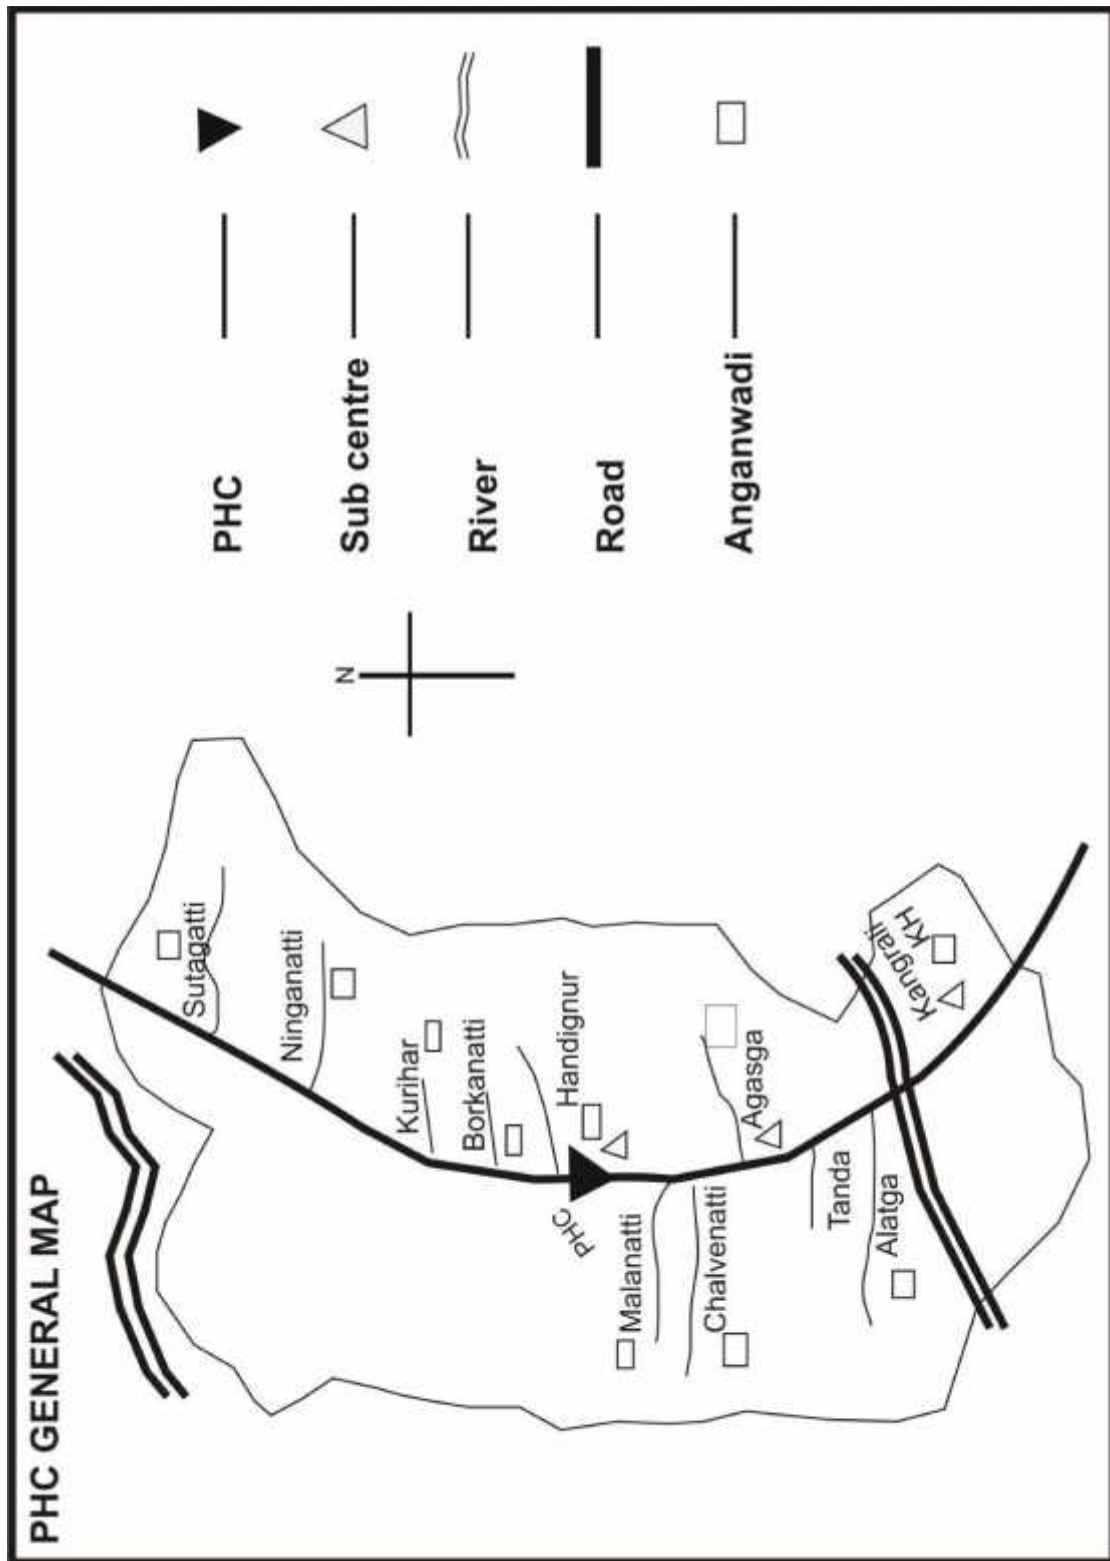 PHC GENERAL MAP
PHC
Sub centre
River
Road
Anganwadi
N
Sutagatti
Ninganatti
Kurihar
Borkanatti
Handignur
PHC
Malanatti
Chalvenatti
Agasga
Tanda
Alatga
Kangrali
KH